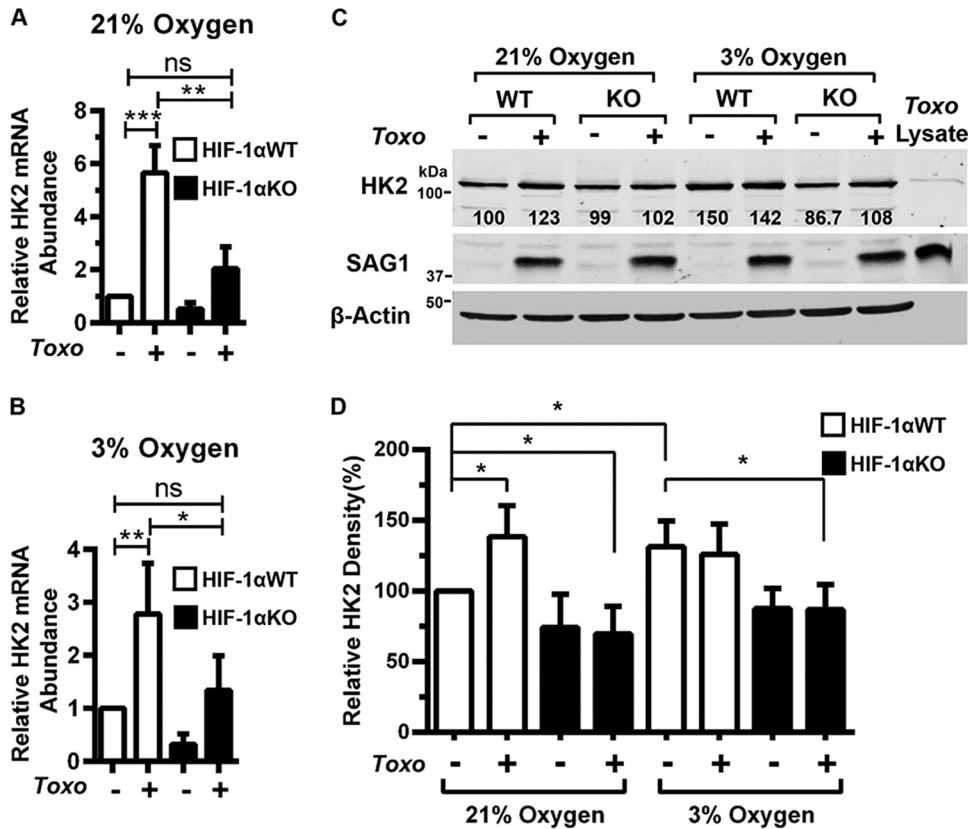 A
21% Oxygen
ns
**
***
8
6
4
2
0
Relative HK2 mRNA
Abundance
HIF-1αWT
HIF-1αKO
Toxo - + - +
B
3% Oxygen
ns
*
**
4
3
2
1
0
Relative HK2 mRNA
Abundance
HIF-1αWT
HIF-1αKO
Toxo - + - +
C
21% Oxygen 3% Oxygen
WT KO WT KO Toxo
Toxo - + - + - + - + Lysate
kDa
HK2 100
100 123 99 102 150 142 86.7 108
SAG1
37
50
β-Actin
D
HIF-1αWT
HIF-1αKO
*
*
*
*
200
150
100
50
0
Relative HK2 Density(%)
Toxo - + - + - + - +
21% Oxygen 3% Oxygen